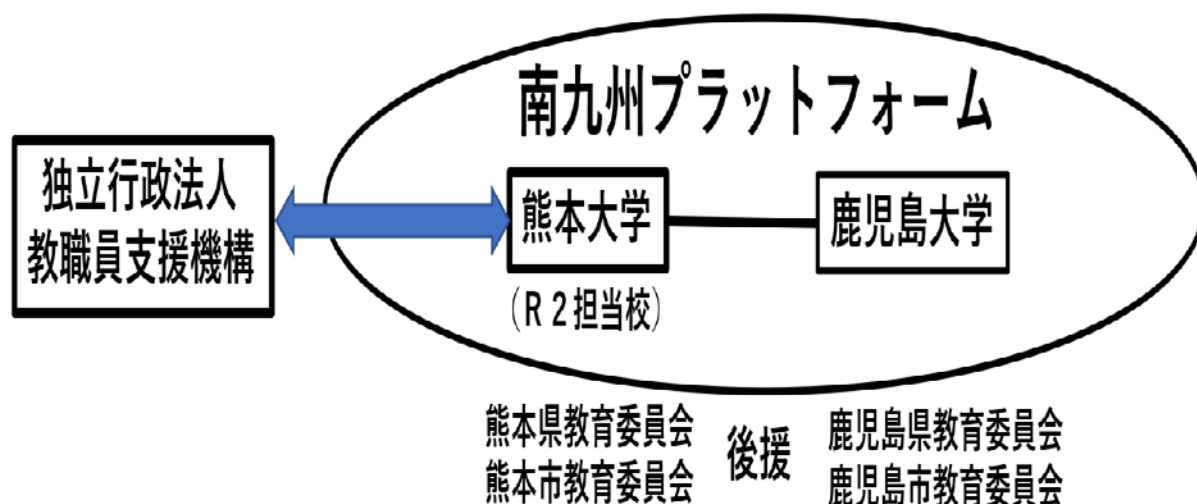 南九州プラットフォーム
独立行政法人
教職員支援機構
熊本大学
鹿児島大学
(R2担当校)
熊本県教育委員会
熊本市教育委員会
後援
鹿児島県教育委員会
鹿児島市教育委員会